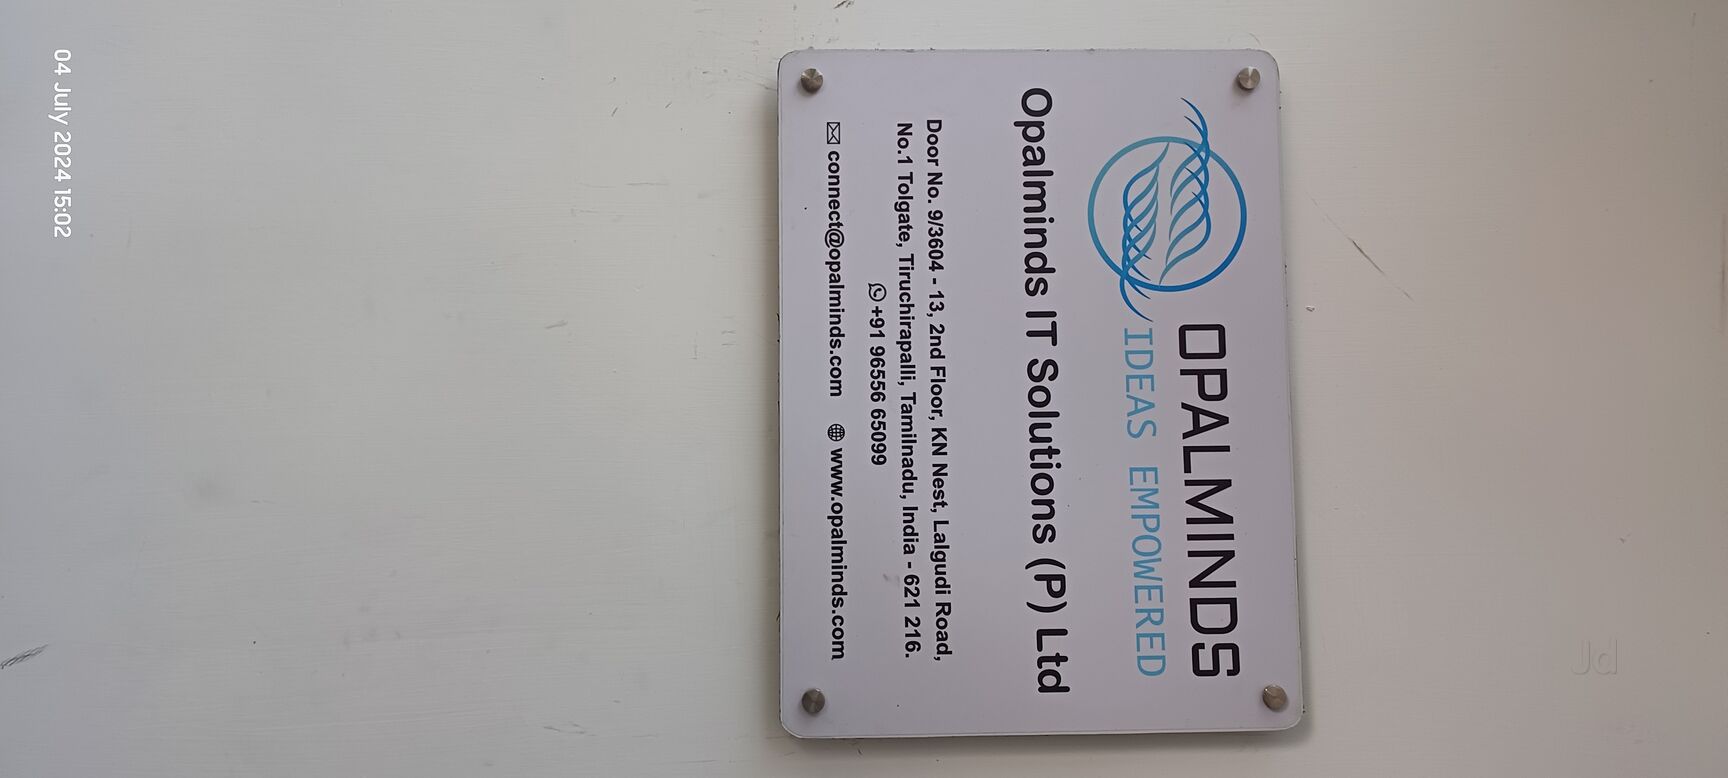 OPALMINDS
IDEAS EMPOWERED
Opalminds IT Solutions (P) Ltd
Door No. 9/3604 - 13, 2nd Floor, KN Nest, Lalgudi Road,
No.1 Tolgate, Tiruchirapalli, Tamilnadu, India - 621 216.
+91 96556 65099
connect@opalminds.com www.opalminds.com
04 July 2024 15:02
Jd